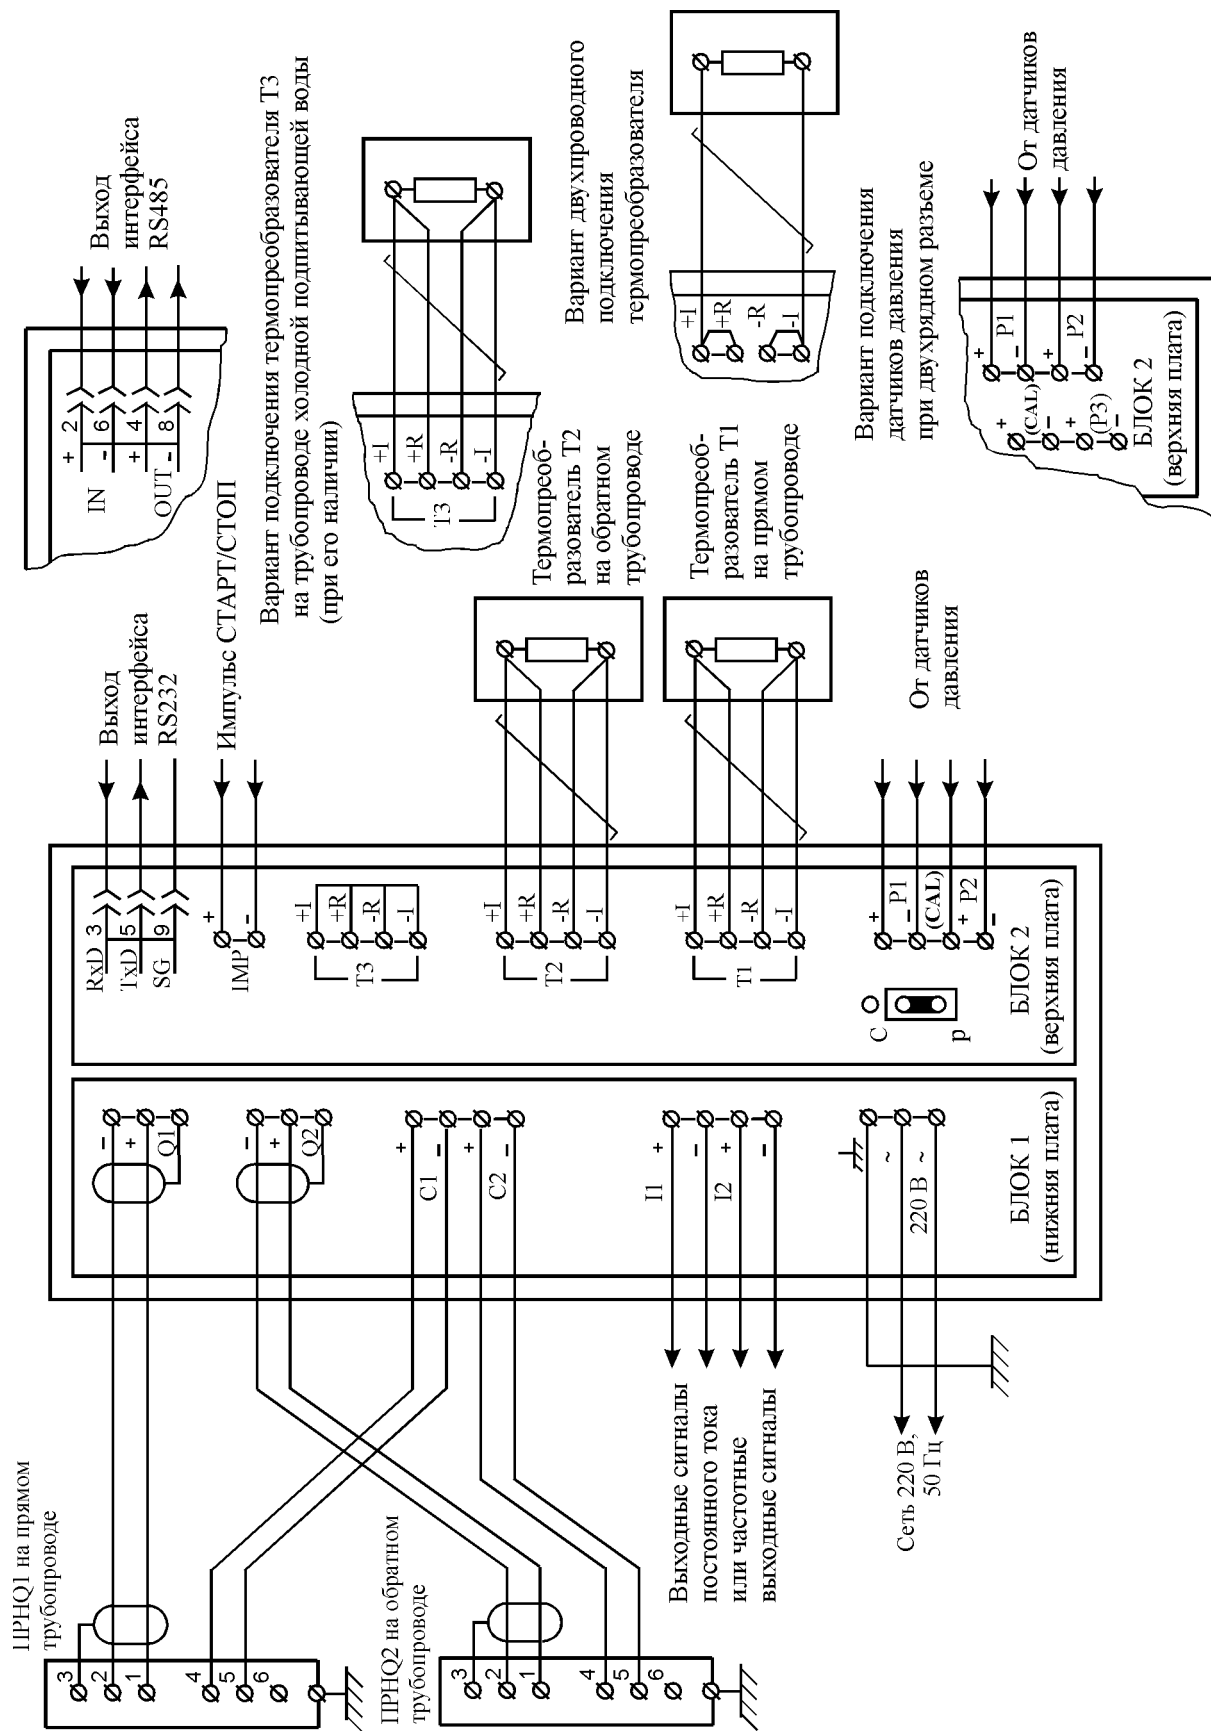 ПРНQ1 на прямом
трубопроводе
3
2
1
4
5
6
ПРНQ2 на обратном
трубопроводе
3
2
1
4
5
6
Выходные сигналы
постоянного тока
или частотные
выходные сигналы
Сеть 220 В,
50 Гц
-
+
Q1
-
+
Q2
+
C1
-
+
C2
-
+
I1
-
+
I2
-
~
220 В ~
БЛОК 1
(нижняя плата)
RxD 3
TxD 5
SG 9
+
IMP
-
+I
+R
-R
-I
T3
+I
+R
-R
-I
T2
+I
+R
-R
-I
T1
C
p
+
P1
-
(CAL)
+
P2
-
БЛОК 2
(верхняя плата)
Выход
интерфейса
RS232
Импульс СТАРТ/СТОП
Термопреоб-
разователь T2
на обратном
трубопроводе
Термопреоб-
разователь T1
на прямом
трубопроводе
От датчиков
давления
+ 2
- 6
+ 4
- 8
IN
OUT
Выход
интерфейса
RS485
Вариант подключения термопреобразователя T3
на трубопроводе холодной подпитывающей воды
(при его наличии)
+I
+R
-R
-I
T3
Вариант двухпроводного
подключения
термопреобразователя
+I
+R
-R
-I
Вариант подключения
датчиков давления
при двухрядном разъеме
+
P1
-
+
P2
-
+
(CAL)
-
+
(P3)
-
БЛОК 2
(верхняя плата)
От датчиков
давления